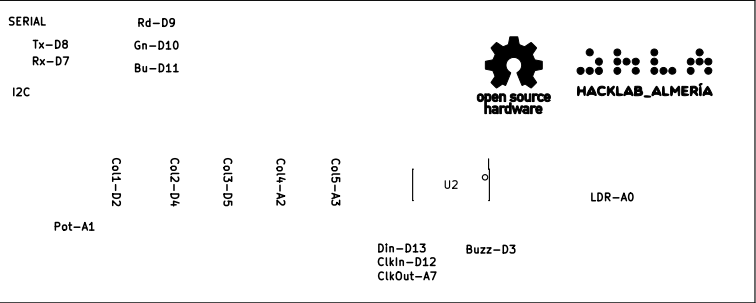 SERIAL
Tx-D8
Rx-D7
I2C
Rd-D9
Gn-D10
Bu-D11
open source
hardware
HACKLAB_ALMERÍA
Col1-D2
Col2-D4
Col3-D5
Col4-A2
Col5-A3
U2
LDR-A0
Pot-A1
Din-D13
ClkIn-D12
ClkOut-A7
Buzz-D3